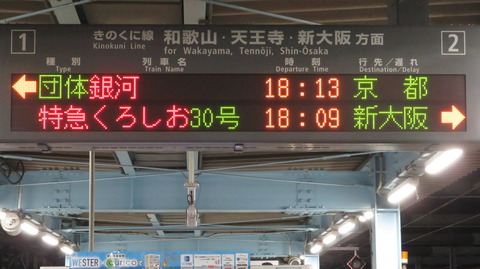 1 きのくに線 和歌山・天王寺・新大阪 方面 2
Kinokuni Line for Wakayama, Tennōji, Shin-Ōsaka
種別 列車名 時刻 行先／遅れ
Type Train Name Departure Time Destination/Delay
団体 銀河 18:13 京都
特急 くろしお30号 18:09 新大阪
WESTER